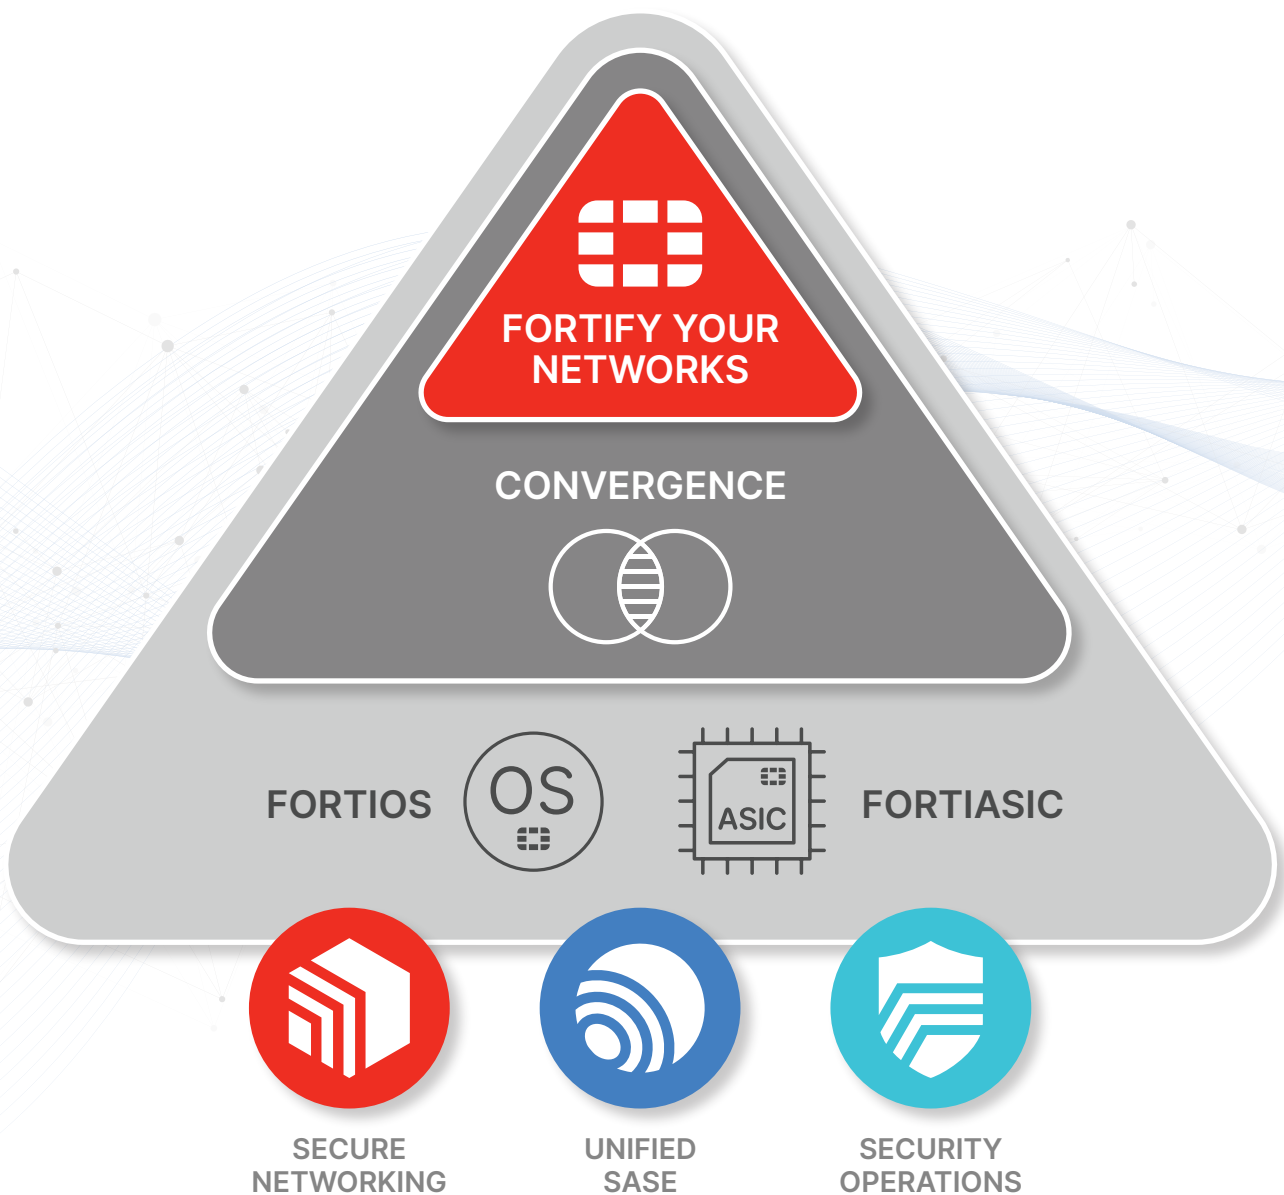 FORTIFY YOUR
NETWORKS
CONVERGENCE
FORTIOS
OS
ASIC
FORTIASIC
SECURE
NETWORKING
UNIFIED
SASE
SECURITY
OPERATIONS